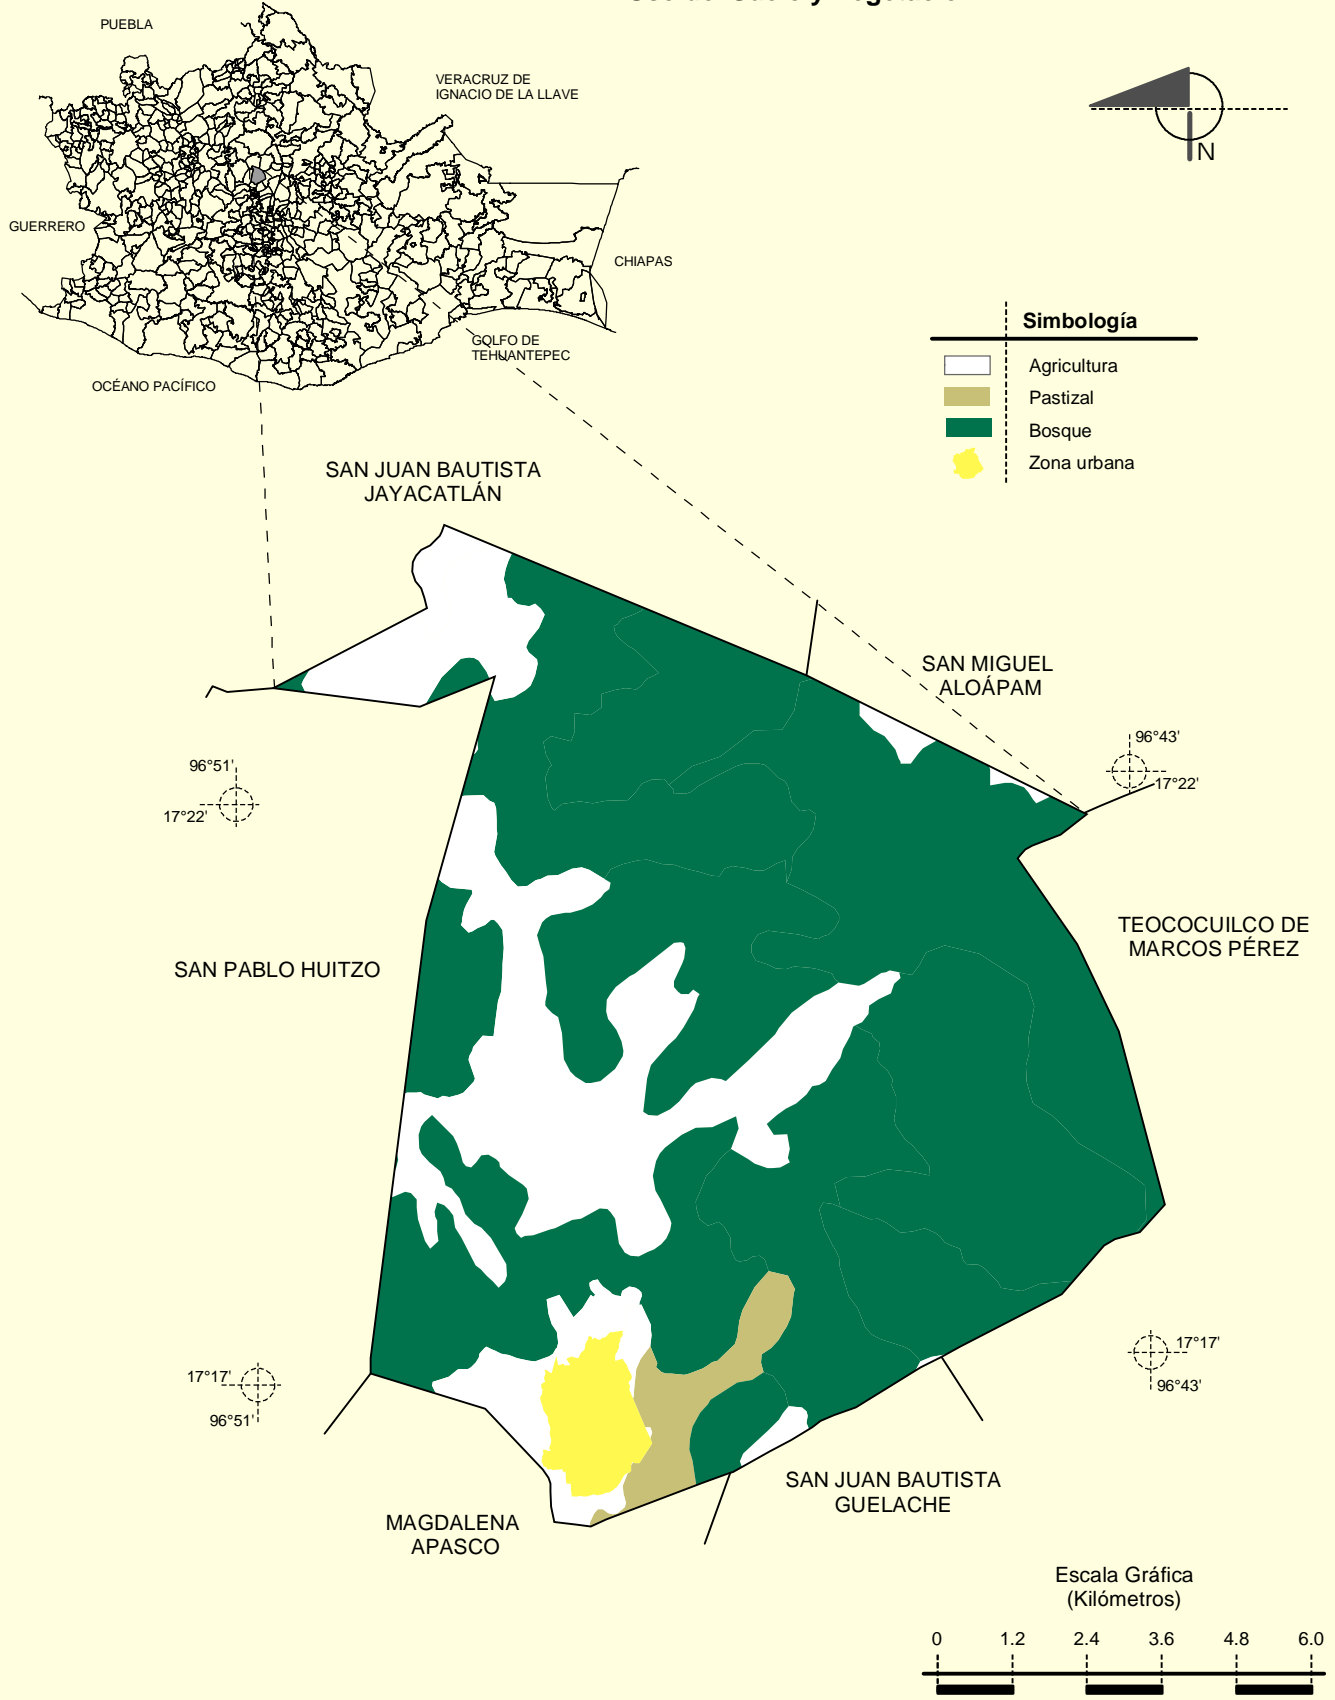 PUEBLA
VERACRUZ DE
IGNACIO DE LA LLAVE
GUERRERO
CHIAPAS
GOLFO DE
TEHUANTEPEC
OCÉANO PACÍFICO
N
Simbología
Agricultura
Pastizal
Bosque
Zona urbana
SAN JUAN BAUTISTA
JAYACATLÁN
SAN MIGUEL
ALOÁPAM
96°43'
17°22'
96°51'
17°22'
TEOCOCUILCO DE
MARCOS PÉREZ
SAN PABLO HUITZO
17°17'
96°43'
17°17'
96°51'
SAN JUAN BAUTISTA
GUELACHE
MAGDALENA
APASCO
Escala Gráfica
(Kilómetros)
0 1.2 2.4 3.6 4.8 6.0